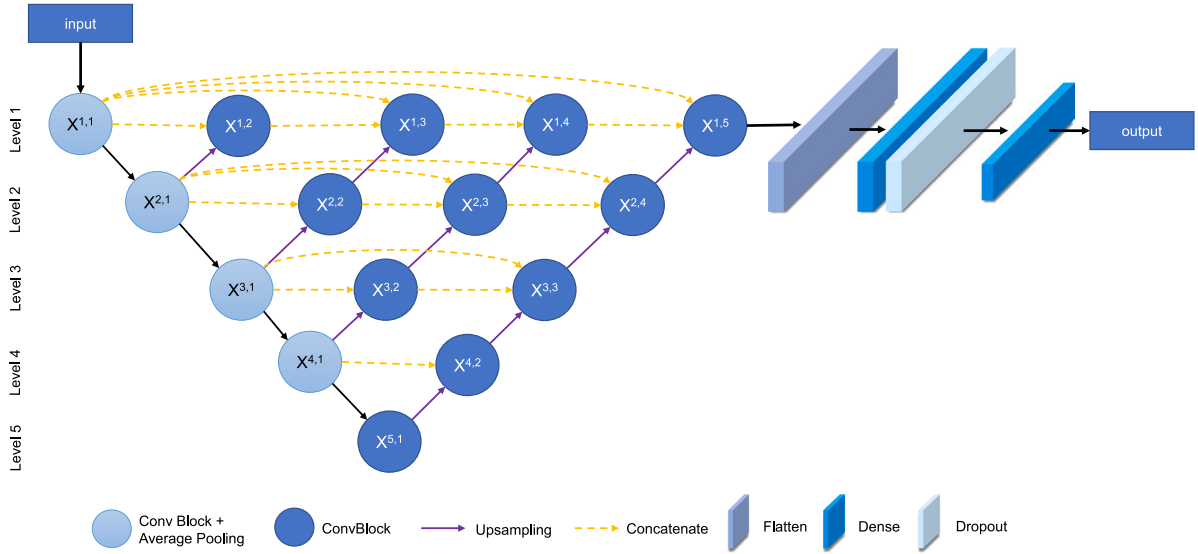 input
Level 1
X1,1
X1,2
X1,3
X1,4
X1,5
output
Level 2
X2,1
X2,2
X2,3
X2,4
Level 3
X3,1
X3,2
X3,3
Level 4
X4,1
X4,2
Level 5
X5,1
Conv Block +
Average Pooling
ConvBlock
Upsampling
Concatenate
Flatten
Dense
Dropout